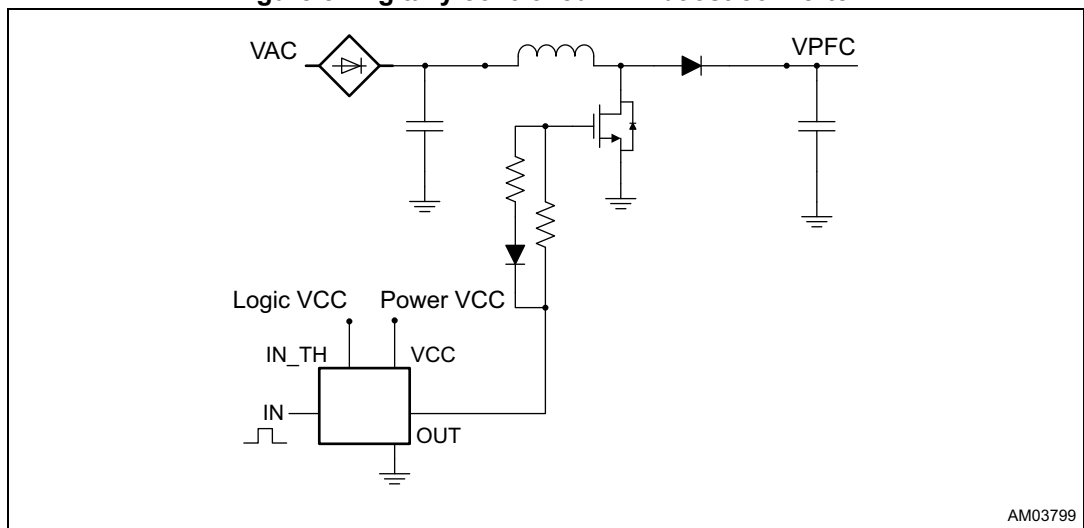 VAC
VPFC
Logic VCC Power VCC
IN_TH VCC
IN
OUT
AM03799